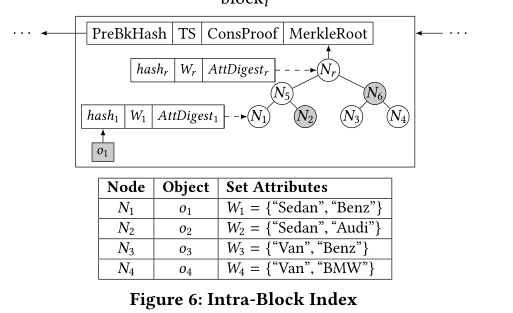 block_i
··· PreBkHash TS ConsProof MerkleRoot ···
hash_r W_r AttDigest_r N_r
N_5 N_6
hash_1 W_1 AttDigest_1 N_1 N_2 N_3 N_4
o_1
Node Object Set Attributes
N_1 o_1 W_1 = {“Sedan”, “Benz”}
N_2 o_2 W_2 = {“Sedan”, “Audi”}
N_3 o_3 W_3 = {“Van”, “Benz”}
N_4 o_4 W_4 = {“Van”, “BMW”}
Figure 6: Intra-Block Index